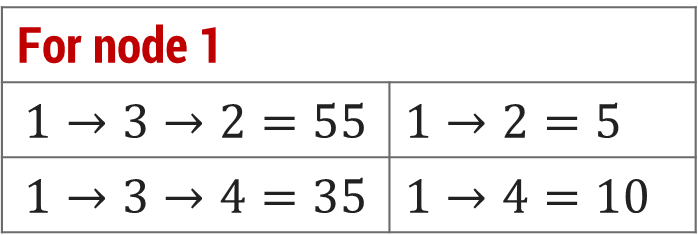 For node 1
1 → 3 → 2 = 55 1 → 2 = 5
1 → 3 → 4 = 35 1 → 4 = 10